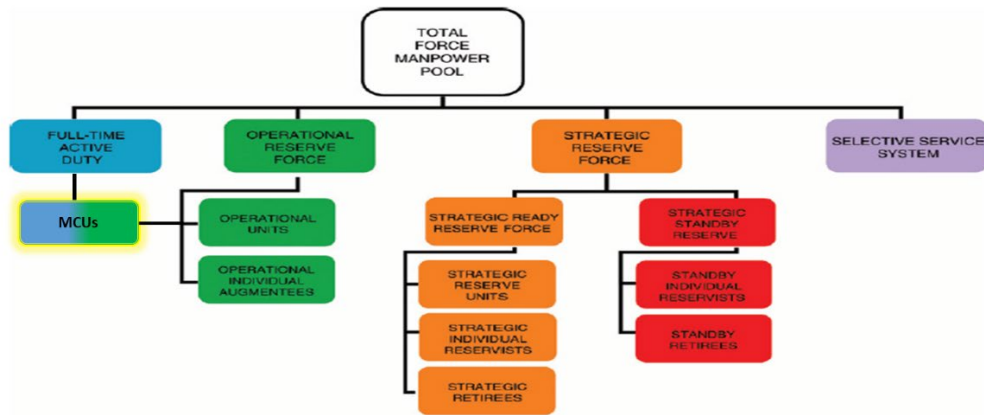 TOTAL
FORCE
MANPOWER
POOL
FULL-TIME
ACTIVE
DUTY
OPERATIONAL
RESERVE
FORCE
STRATEGIC
RESERVE
FORCE
SELECTIVE SERVICE
SYSTEM
MCUs
OPERATIONAL
UNITS
OPERATIONAL
INDIVIDUAL
AUGMENTEES
STRATEGIC READY
RESERVE FORCE
STRATEGIC
RESERVE
UNITS
STRATEGIC
INDIVIDUAL
RESERVISTS
STRATEGIC
RETIREES
STRATEGIC
STANDBY
RESERVE
STANDBY
INDIVIDUAL
RESERVISTS
STANDBY
RETIREES